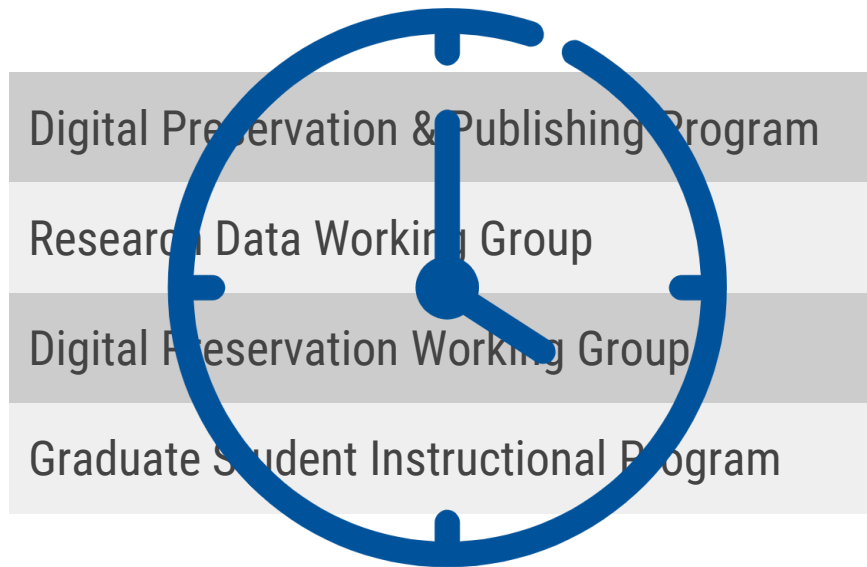 Digital Preservation & Publishing Program
Research Data Working Group
Digital Preservation Working Group
Graduate Student Instructional Program